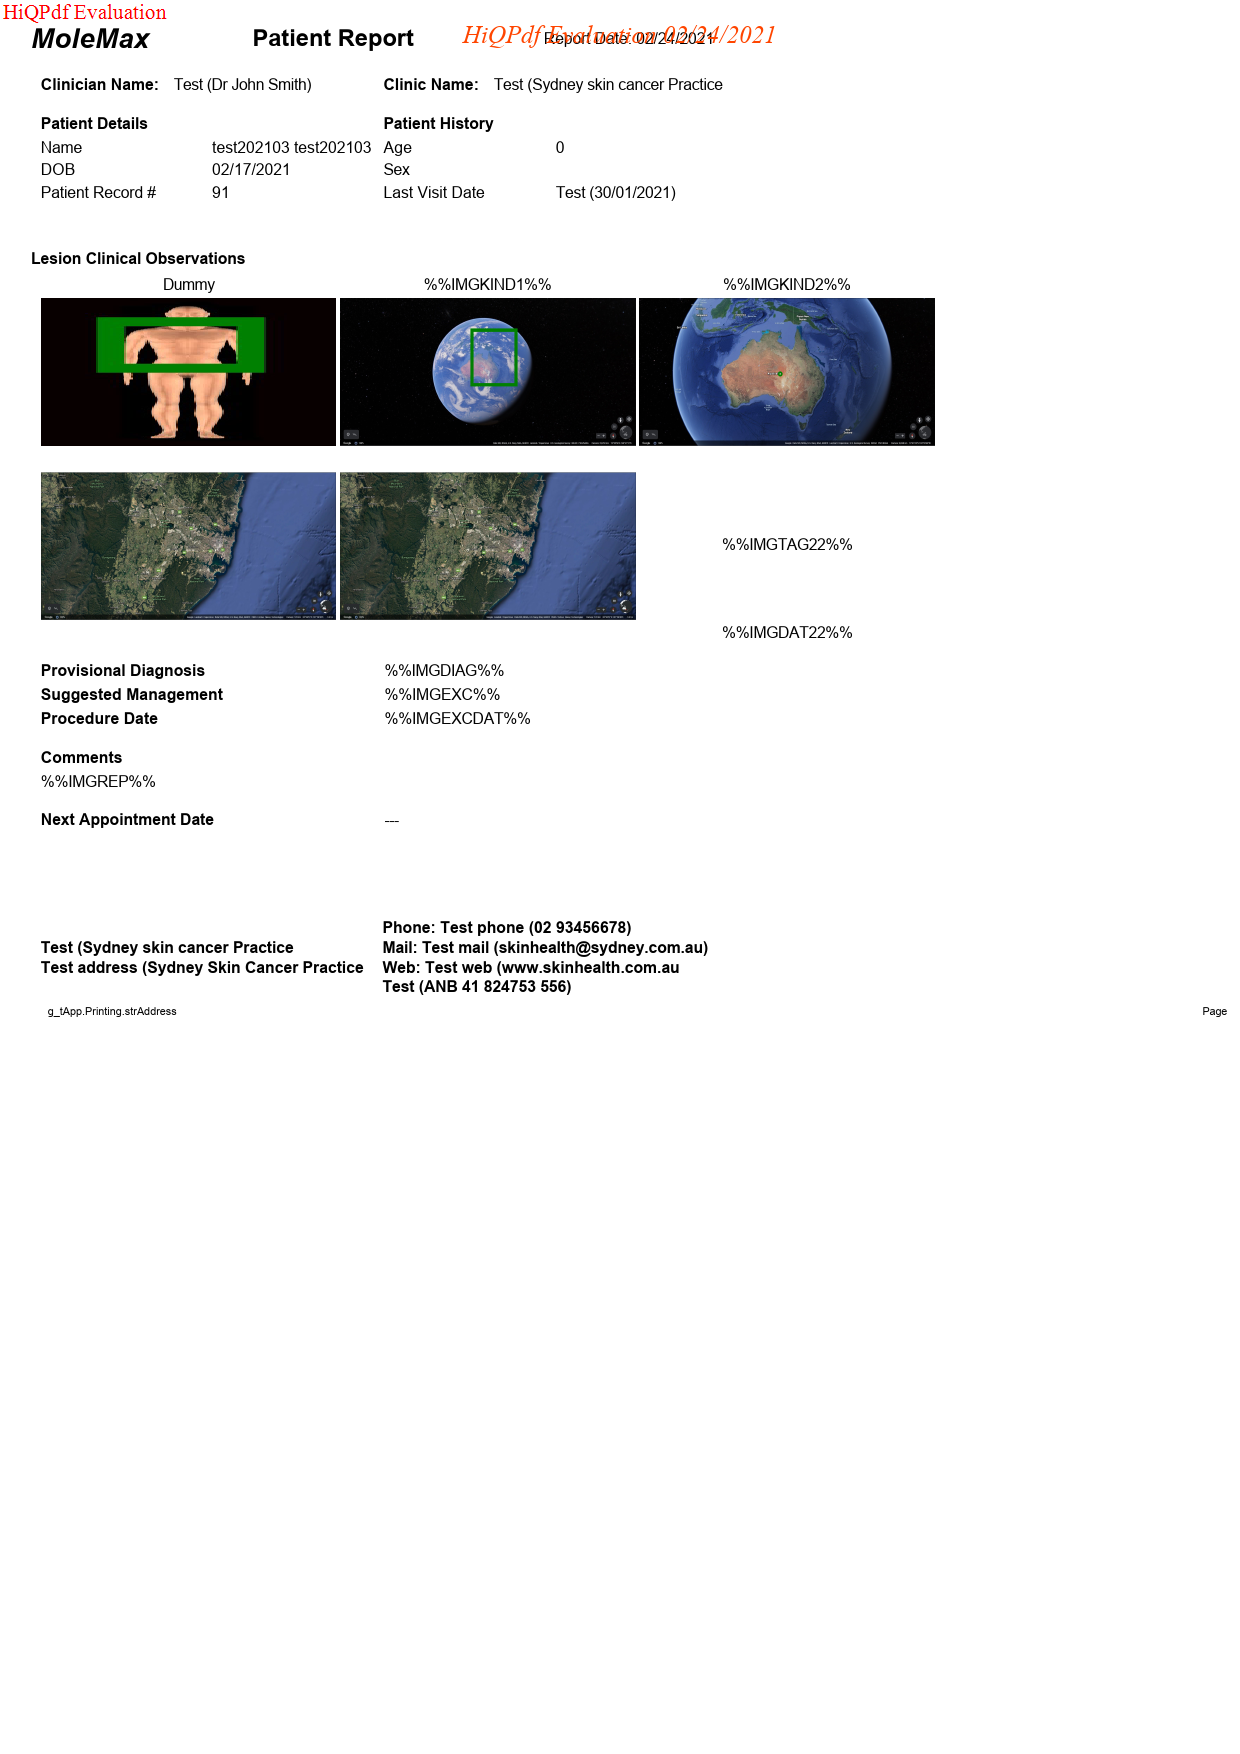 HiQPdf Evaluation
MoleMax Patient Report HiQPdf Evaluation 02/24/2021
Report Date: 02/24/2021
Clinician Name: Test (Dr John Smith) Clinic Name: Test (Sydney skin cancer Practice
Patient Details Patient History
Name test202103 test202103 Age 0
DOB 02/17/2021 Sex
Patient Record # 91 Last Visit Date Test (30/01/2021)
Lesion Clinical Observations
Dummy %%IMGKIND1%% %%IMGKIND2%%
%%IMGTAG22%%
%%IMGDAT22%%
Provisional Diagnosis %%IMGDIAG%%
Suggested Management %%IMGEXC%%
Procedure Date %%IMGEXCDAT%%
Comments
%%IMGREP%%
Next Appointment Date ---
Phone: Test phone (02 93456678)
Test (Sydney skin cancer Practice Mail: Test mail (skinhealth@sydney.com.au)
Test address (Sydney Skin Cancer Practice Web: Test web (www.skinhealth.com.au
Test (ANB 41 824753 556)
g_tApp.Printing.strAddress Page